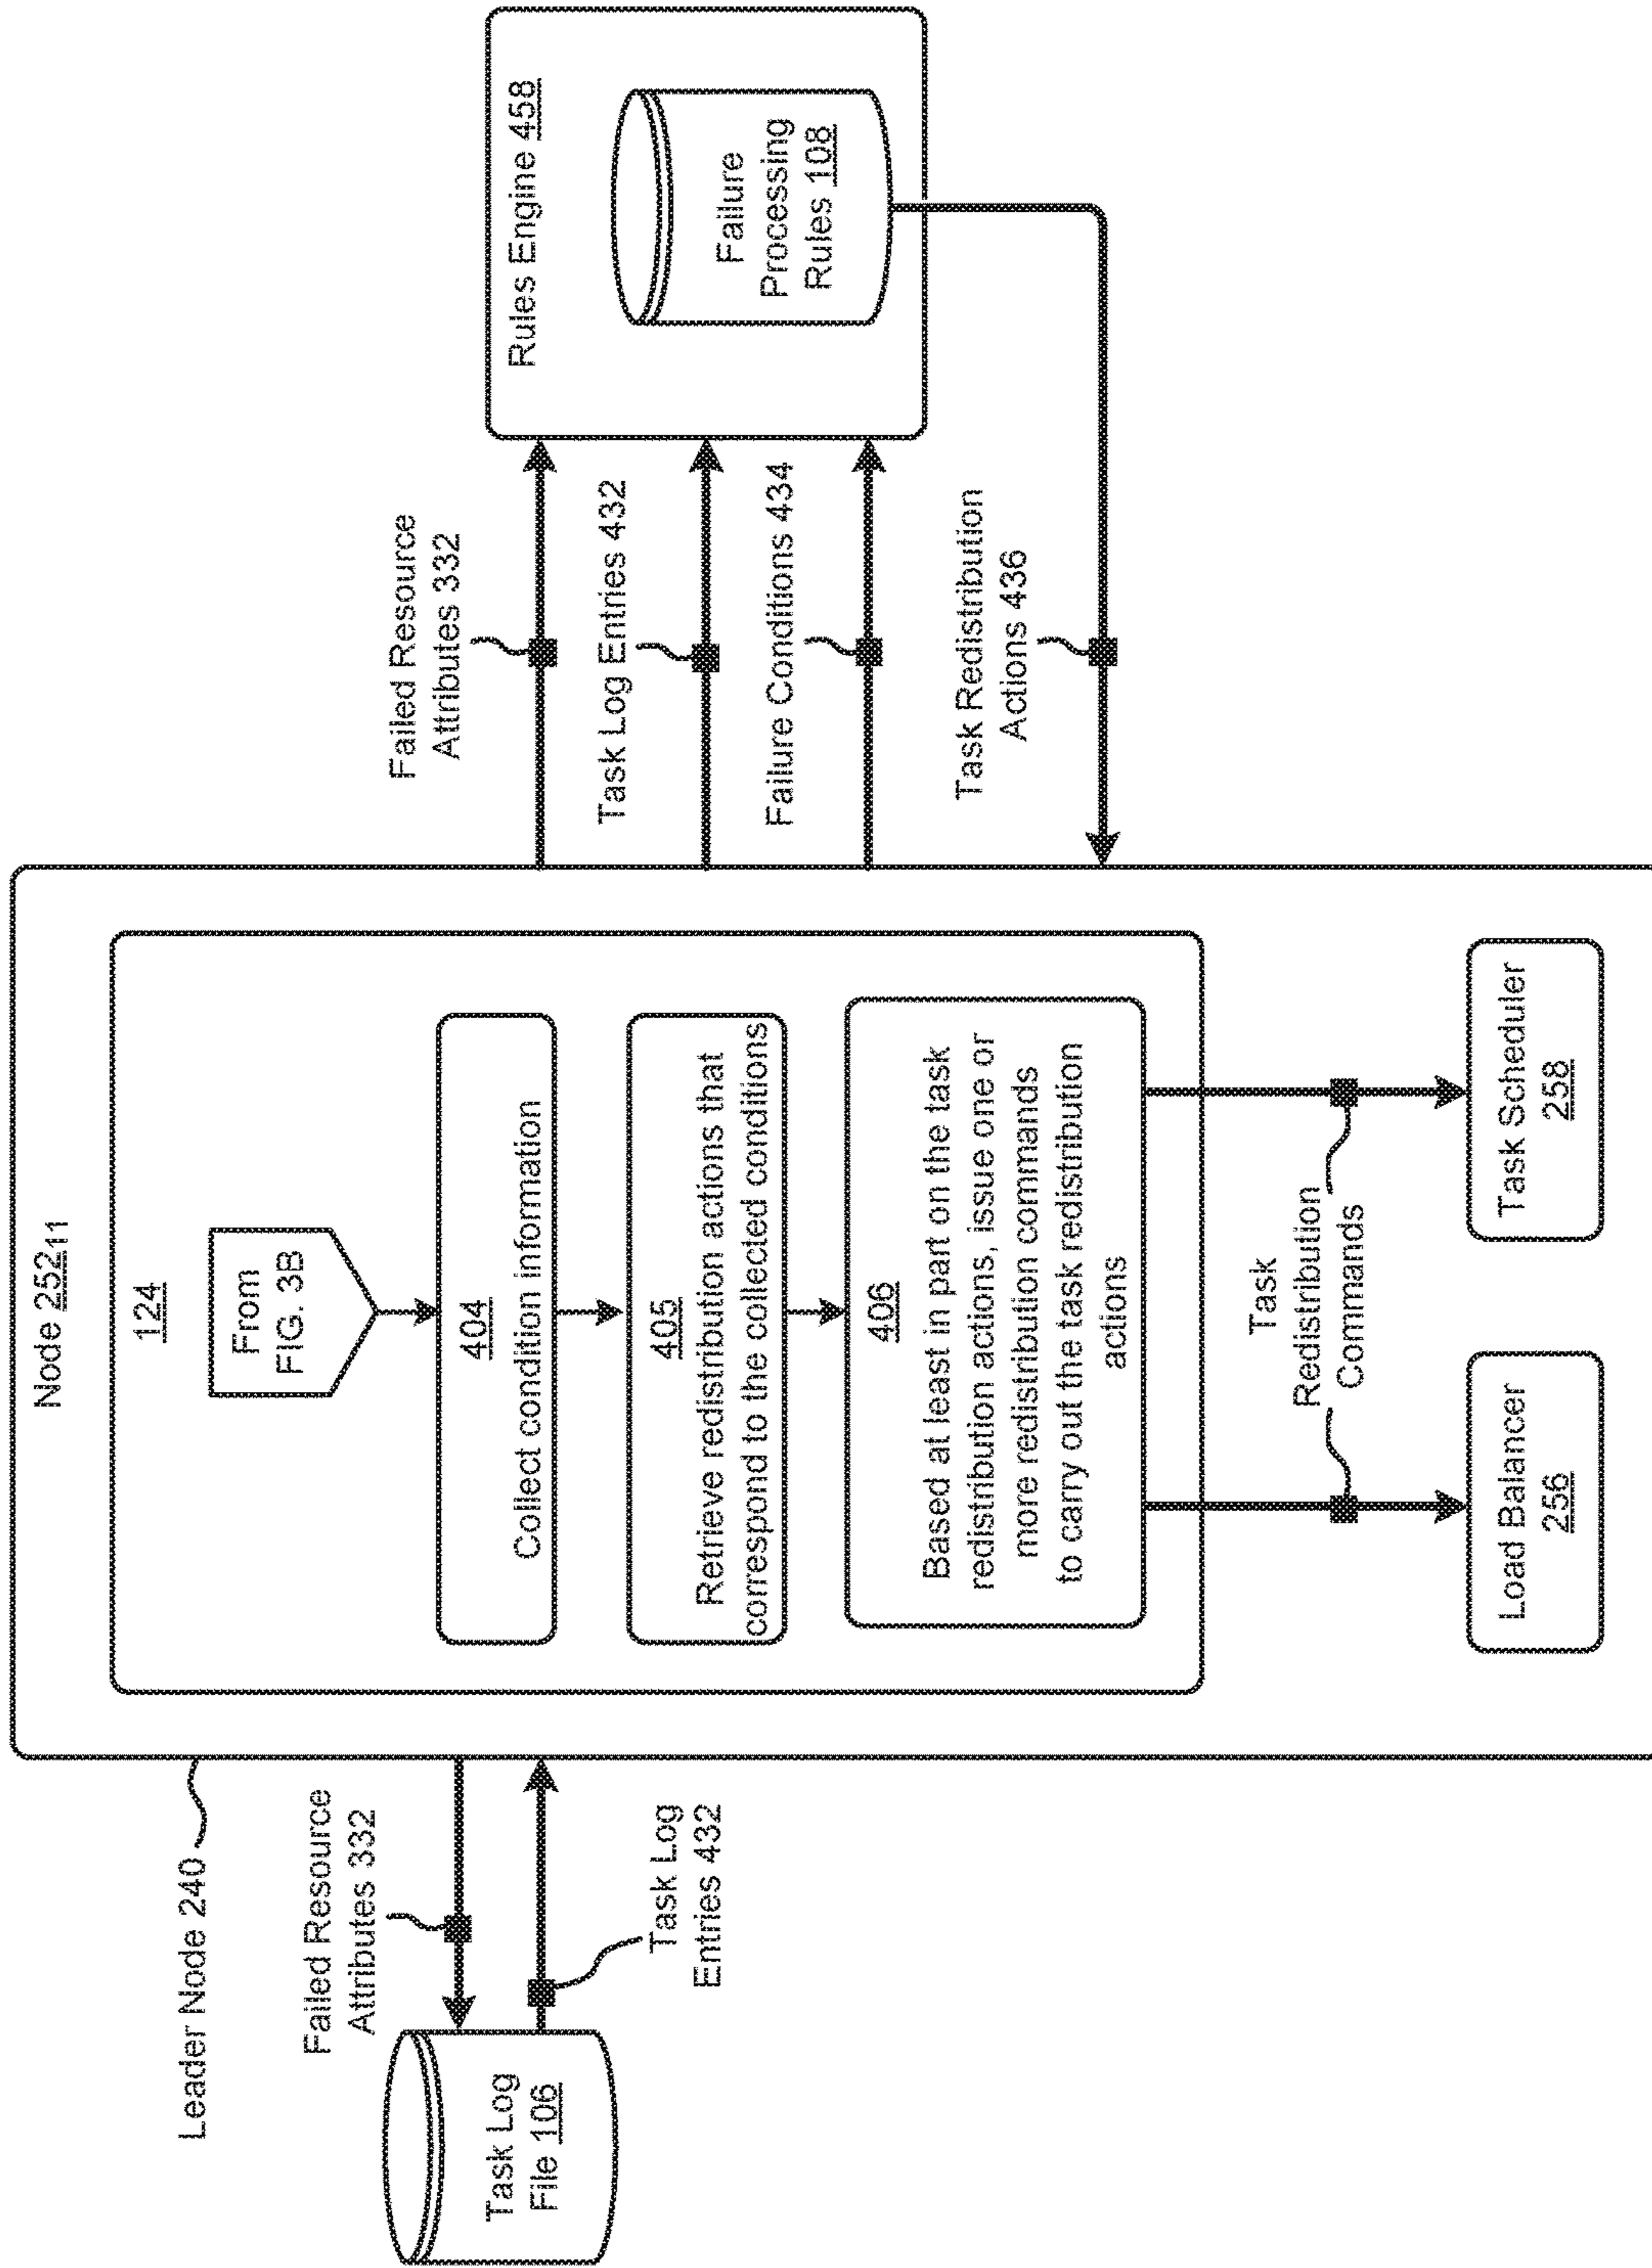 Node 252₁₁
Leader Node 240
124
From
FIG. 3B
404
Collect condition information
405
Retrieve redistribution actions that
correspond to the collected conditions
406
Based at least in part on the task
redistribution actions, issue one or
more redistribution commands
to carry out the task redistribution
actions
Task
Redistribution
Commands
Load Balancer
256
Task Scheduler
258
Failed Resource
Attributes 332
Task Log
Entries 432
Task Log
File 106
Failed Resource
Attributes 332
Task Log Entries 432
Failure Conditions 434
Task Redistribution
Actions 436
Rules Engine 458
Failure
Processing
Rules 108